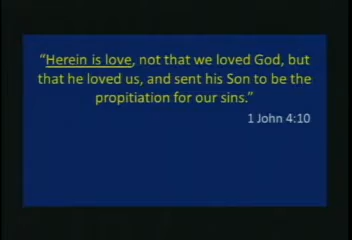 “Herein is love, not that we loved God, but
that he loved us, and sent his Son to be the
propitiation for our sins.”
1 John 4:10